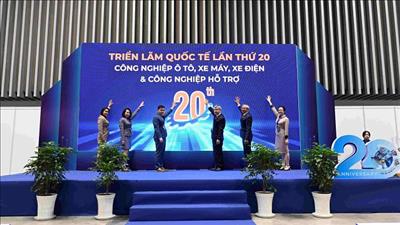 TRIỂN LÃM QUỐC TẾ LẦN THỨ 20
CÔNG NGHIỆP Ô TÔ, XE MÁY, XE ĐIỆN
& CÔNG NGHIỆP HỖ TRỢ
20th
20
ANNIVERSARY